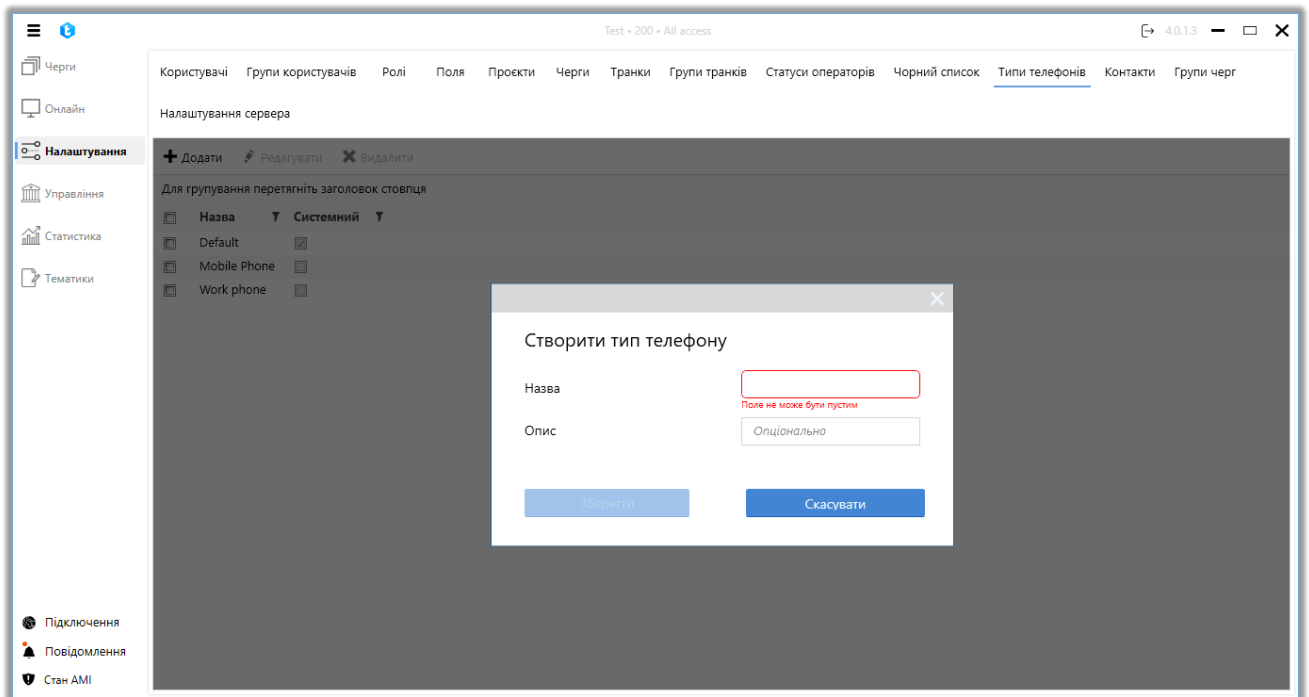 Test • 200 • All access
4.0.1.3
Черги
Онлайн
Налаштування
Управління
Статистика
Тематики
Користувачі Групи користувачів Ролі Поля Проєкти Черги Транки Групи транків Статуси операторів Чорний список Типи телефонів Контакти Групи черг
Налаштування сервера
Додати Редагувати Видалити
Для групування перетягніть заголовок стовпця
Назва Системний
Default
Mobile Phone
Work phone
Створити тип телефону
Назва
Поле не може бути пустим
Опис Опціонально
Зберегти Скасувати
Підключення
Повідомлення
Стан AMI